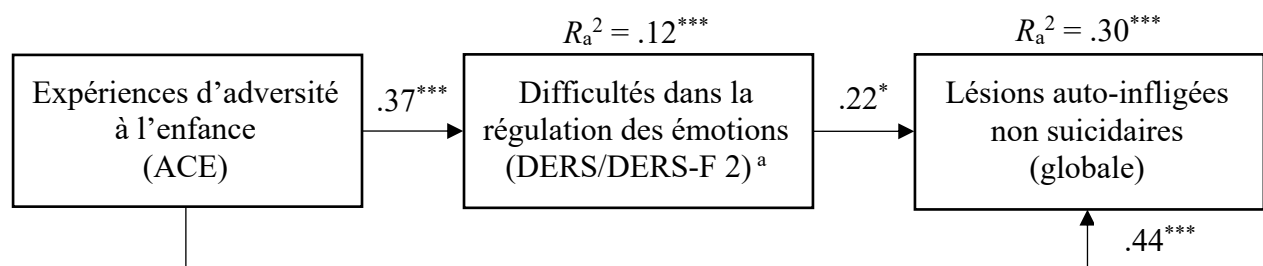 Rₐ² = .12***
Rₐ² = .30***
Expériences d’adversité
à l’enfance
(ACE)
.37***
Difficultés dans la
régulation des émotions
(DERS/DERS-F 2) ᵃ
.22*
Lésions auto-infligées
non suicidaires
(globale)
.44***